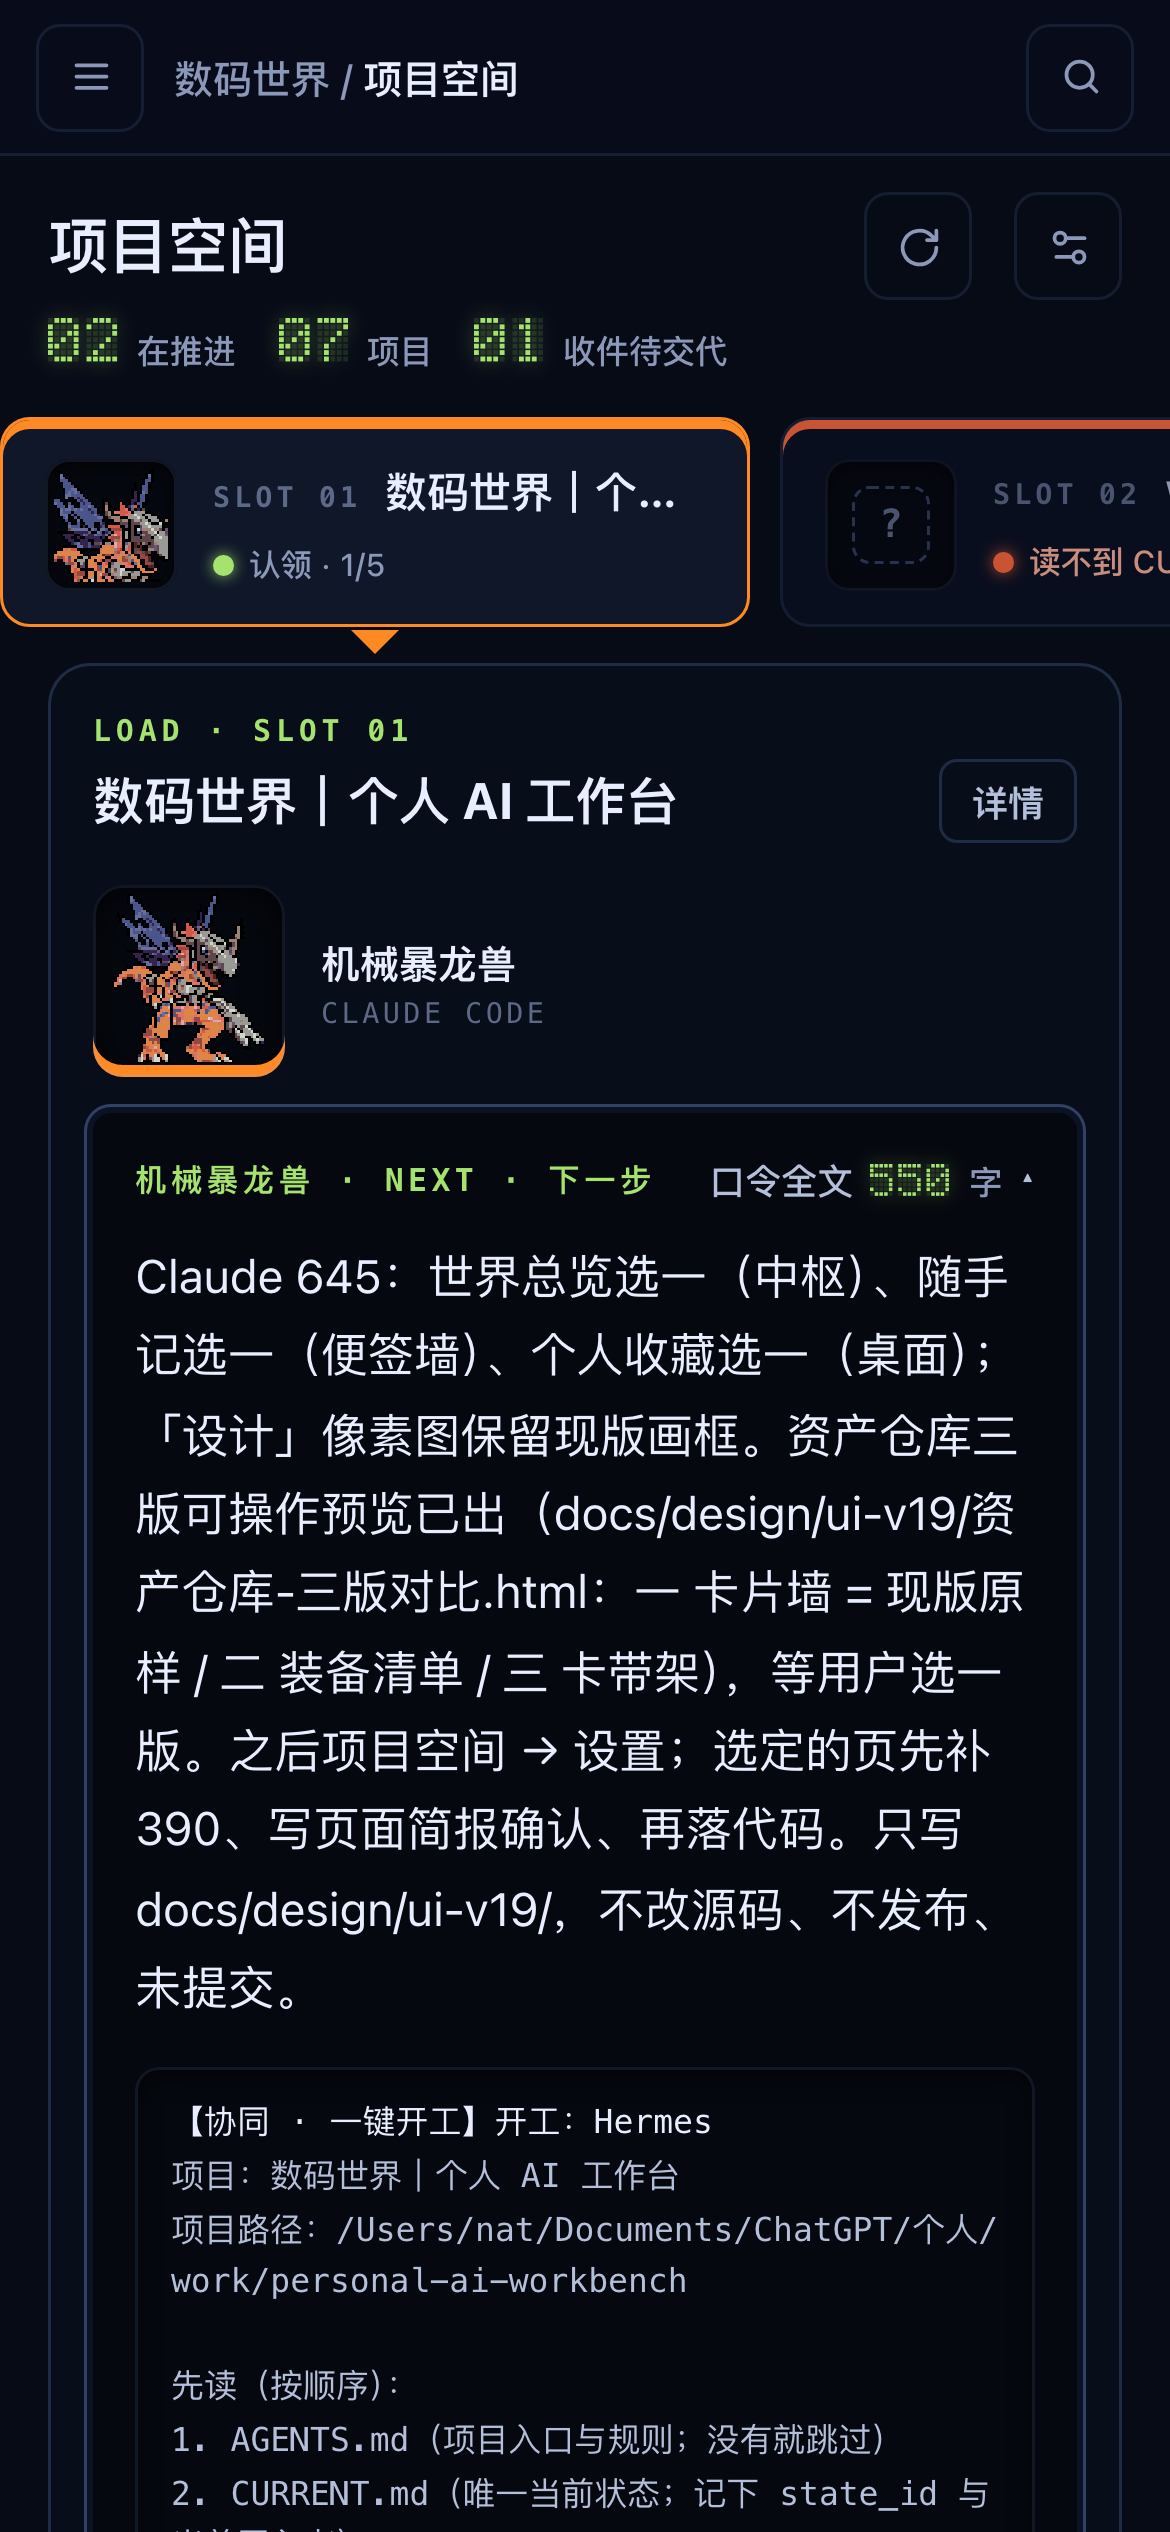 数码世界 / 项目空间
项目空间
02 在推进 07 项目 01 收件待交代
SLOT 01 数码世界｜个...
认领 · 1/5
?
SLOT 02
读不到 CU
LOAD · SLOT 01
数码世界｜个人 AI 工作台
详情
机械暴龙兽
CLAUDE CODE
机械暴龙兽 · NEXT · 下一步 口令全文 550 字
Claude 645：世界总览选一（中枢）、随手
记选一（便签墙）、个人收藏选一（桌面）；
「设计」像素图保留现版画框。资产仓库三
版可操作预览已出（docs/design/ui-v19/资
产仓库-三版对比.html：一 卡片墙 = 现版原
样 / 二 装备清单 / 三 卡带架），等用户选一
版。之后项目空间 → 设置；选定的页先补
390、写页面简报确认、再落代码。只写
docs/design/ui-v19/，不改源码、不发布、
未提交。
【协同 · 一键开工】开工：Hermes
项目：数码世界｜个人 AI 工作台
项目路径：/Users/nat/Documents/ChatGPT/个人/
work/personal-ai-workbench
先读（按顺序）：
1. AGENTS.md（项目入口与规则；没有就跳过）
2. CURRENT.md（唯一当前状态；记下 state_id 与